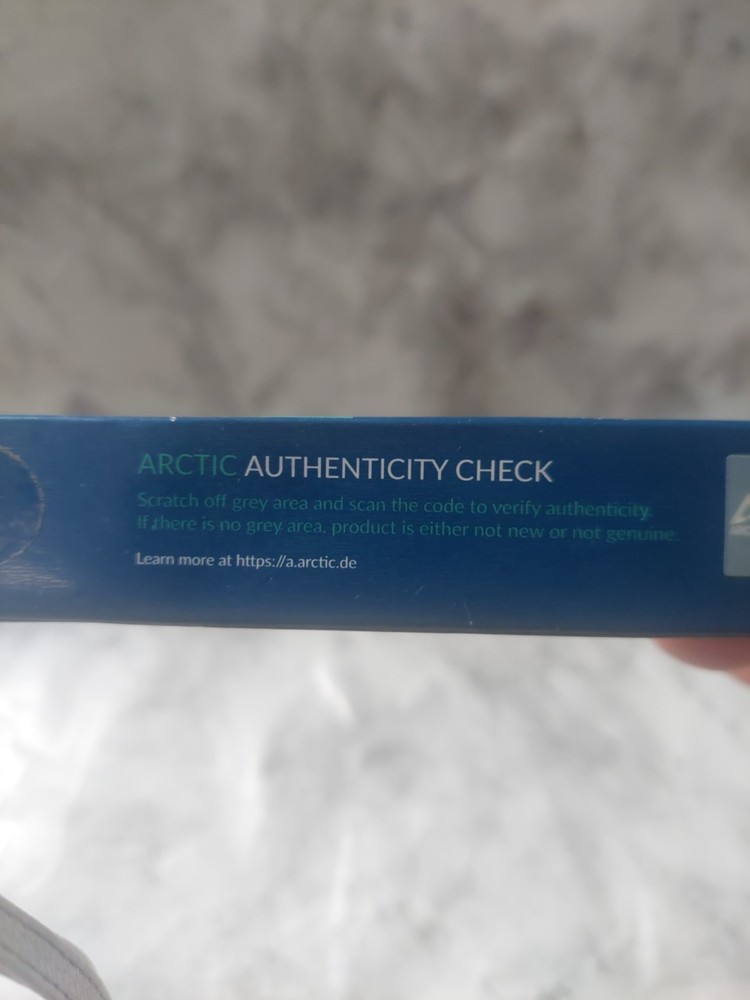 ARCTIC AUTHENTICITY CHECK
Scratch off grey area and scan the code to verify authenticity.
If there is no grey area, product is either not new or not genuine.
Learn more at https://a.arctic.de